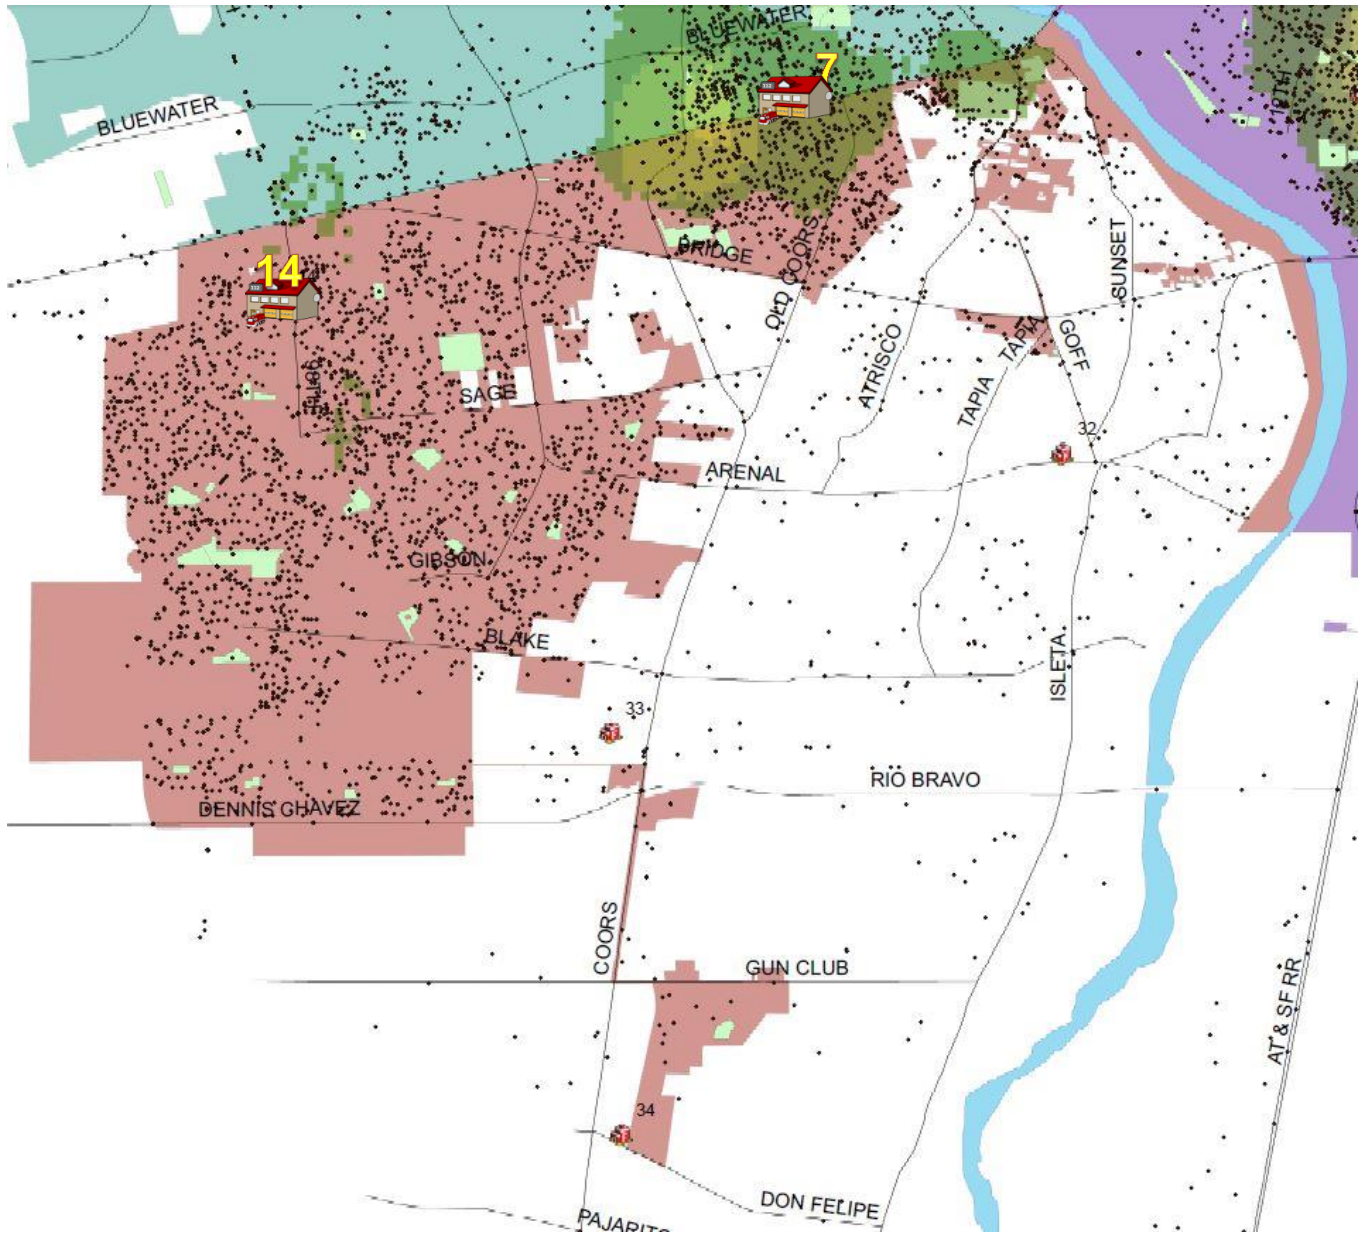 BLUEWATER
7
BLUEWATER
BRIDGE
OLD COORS
SUNSET
14
98TH
SAGE
ATRISCO
TAPIA
TAPIA
GOFF
32
ARENAL
GIBSON
BLAKE
ISLETA
33
RIO BRAVO
DENNIS CHAVEZ
COORS
GUN CLUB
AT & SF RR
34
DON FELIPE